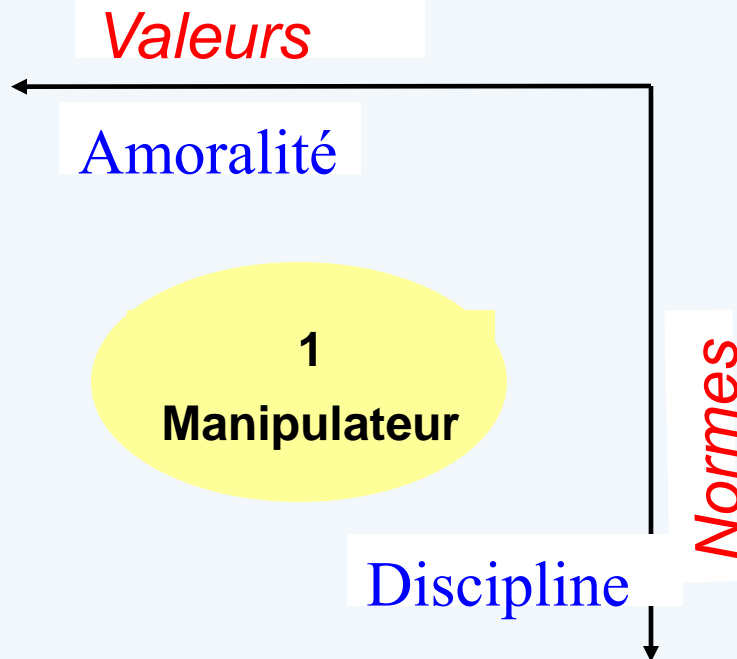 Valeurs
Amoralité
1
Manipulateur
Normes
Discipline